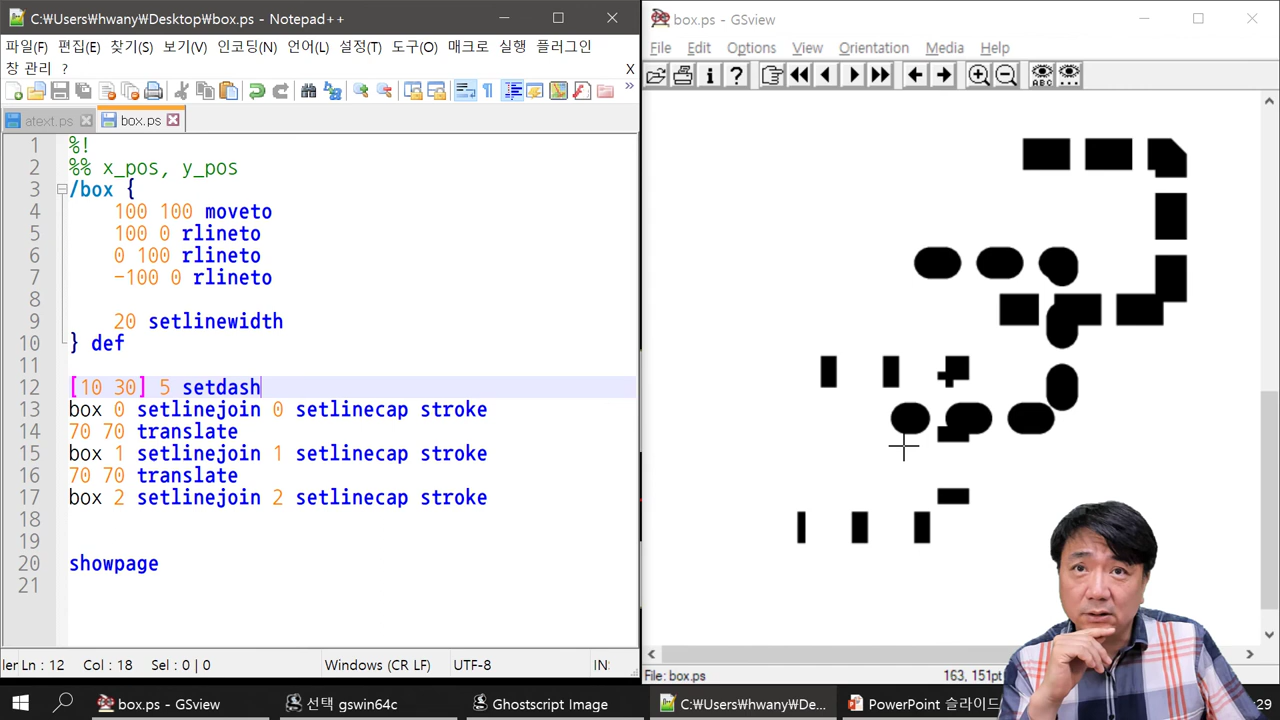 C:₩Users₩hwany₩Desktop₩box.ps - Notepad++
파일(F) 편집(E) 찾기(S) 보기(V) 인코딩(N) 언어(L) 설정(T) 도구(O) 매크로 실행 플러그인
창 관리 ? X
atext.ps box.ps
1 %!
2 %% x_pos, y_pos
3 /box {
4 100 100 moveto
5 100 0 rlineto
6 0 100 rlineto
7 -100 0 rlineto
8
9 20 setlinewidth
10 } def
11
12 [10 30] 5 setdash
13 box 0 setlinejoin 0 setlinecap stroke
14 70 70 translate
15 box 1 setlinejoin 1 setlinecap stroke
16 70 70 translate
17 box 2 setlinejoin 2 setlinecap stroke
18
19
20 showpage
21
ler Ln : 12 Col : 18 Sel : 0 | 0 Windows (CR LF) UTF-8 IN:
box.ps - GSview
File Edit Options View Orientation Media Help
ABC
File: box.ps 163, 151pt
box.ps - GSview 선택 gswin64c Ghostscript Image C:₩Users₩hwany₩De... PowerPoint 슬라이드 29